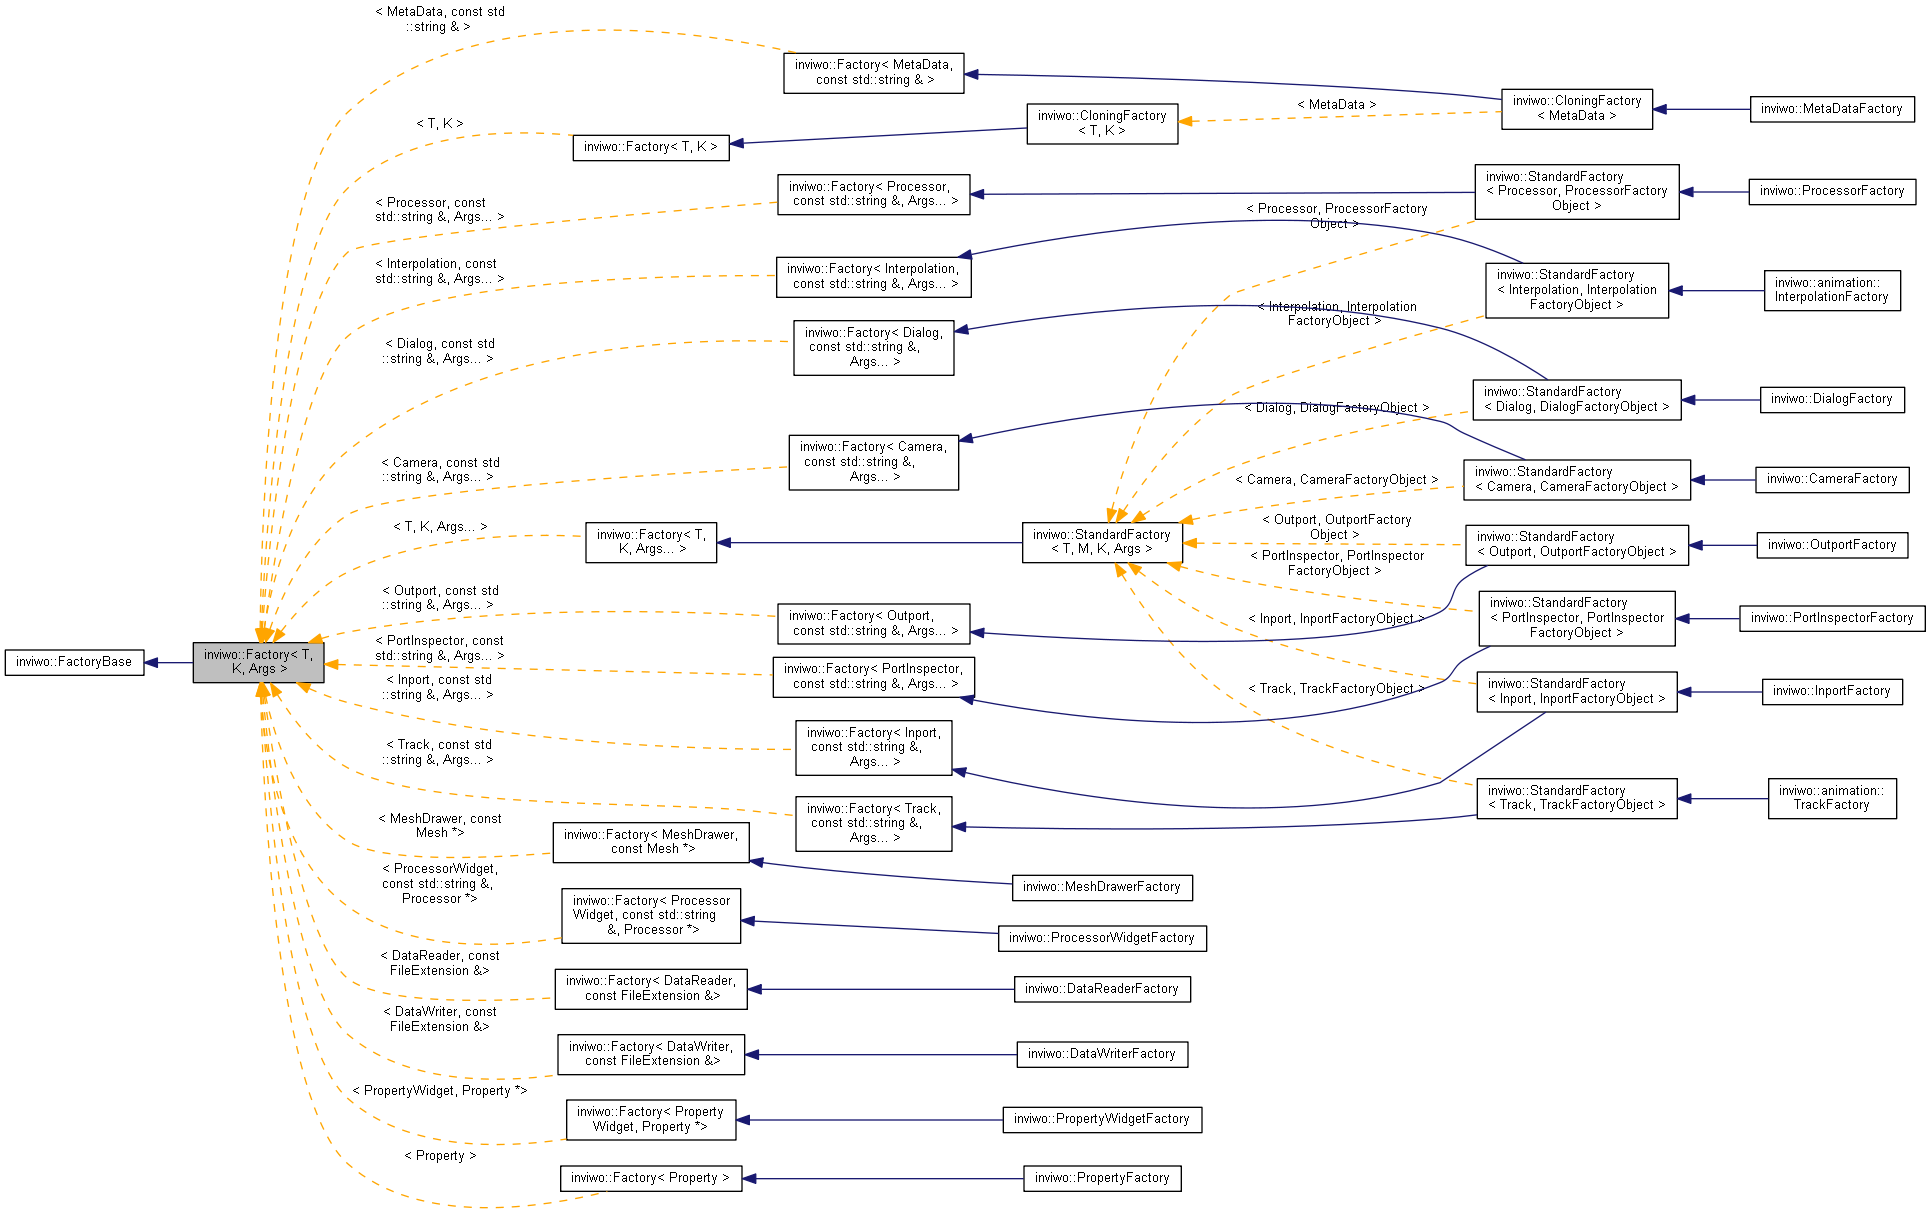 inviwo::FactoryBase
inviwo::Factory< T,
K, Args >
< MetaData, const std
::string & >
< T, K >
< Processor, const
std::string &, Args... >
< Interpolation, const
std::string &, Args... >
< Dialog, const std
::string &, Args... >
< Camera, const std
::string &, Args... >
< T, K, Args... >
< Outport, const std
::string &, Args... >
< PortInspector, const
std::string &, Args... >
< Inport, const std
::string &, Args... >
< Track, const std
::string &, Args... >
< MeshDrawer, const
Mesh *>
< ProcessorWidget,
const std::string &,
Processor *>
< DataReader, const
FileExtension &>
< DataWriter, const
FileExtension &>
< PropertyWidget, Property *>
< Property >
inviwo::Factory< MetaData,
const std::string & >
inviwo::Factory< T, K >
inviwo::Factory< Processor,
const std::string &, Args... >
inviwo::Factory< Interpolation,
const std::string &, Args... >
inviwo::Factory< Dialog,
const std::string &,
Args... >
inviwo::Factory< Camera,
const std::string &,
Args... >
inviwo::Factory< T,
K, Args... >
inviwo::Factory< Outport,
const std::string &, Args... >
inviwo::Factory< PortInspector,
const std::string &, Args... >
inviwo::Factory< Inport,
const std::string &,
Args... >
inviwo::Factory< Track,
const std::string &,
Args... >
inviwo::Factory< MeshDrawer,
const Mesh *>
inviwo::Factory< Processor
Widget, const std::string
&, Processor *>
inviwo::Factory< DataReader,
const FileExtension &>
inviwo::Factory< DataWriter,
const FileExtension &>
inviwo::Factory< Property
Widget, Property *>
inviwo::Factory< Property >
inviwo::CloningFactory
< T, K >
inviwo::StandardFactory
< T, M, K, Args >
inviwo::MeshDrawerFactory
inviwo::ProcessorWidgetFactory
inviwo::DataReaderFactory
inviwo::DataWriterFactory
inviwo::PropertyWidgetFactory
inviwo::PropertyFactory
< MetaData >
< Processor, ProcessorFactory
Object >
< Interpolation, Interpolation
FactoryObject >
< Dialog, DialogFactoryObject >
< Camera, CameraFactoryObject >
< Outport, OutportFactory
Object >
< PortInspector, PortInspector
FactoryObject >
< Inport, InportFactoryObject >
< Track, TrackFactoryObject >
inviwo::CloningFactory
< MetaData >
inviwo::StandardFactory
< Processor, ProcessorFactory
Object >
inviwo::StandardFactory
< Interpolation, Interpolation
FactoryObject >
inviwo::StandardFactory
< Dialog, DialogFactoryObject >
inviwo::StandardFactory
< Camera, CameraFactoryObject >
inviwo::StandardFactory
< Outport, OutportFactoryObject >
inviwo::StandardFactory
< PortInspector, PortInspector
FactoryObject >
inviwo::StandardFactory
< Inport, InportFactoryObject >
inviwo::StandardFactory
< Track, TrackFactoryObject >
inviwo::MetaDataFactory
inviwo::ProcessorFactory
inviwo::animation::
InterpolationFactory
inviwo::DialogFactory
inviwo::CameraFactory
inviwo::OutportFactory
inviwo::PortInspectorFactory
inviwo::InportFactory
inviwo::animation::
TrackFactory